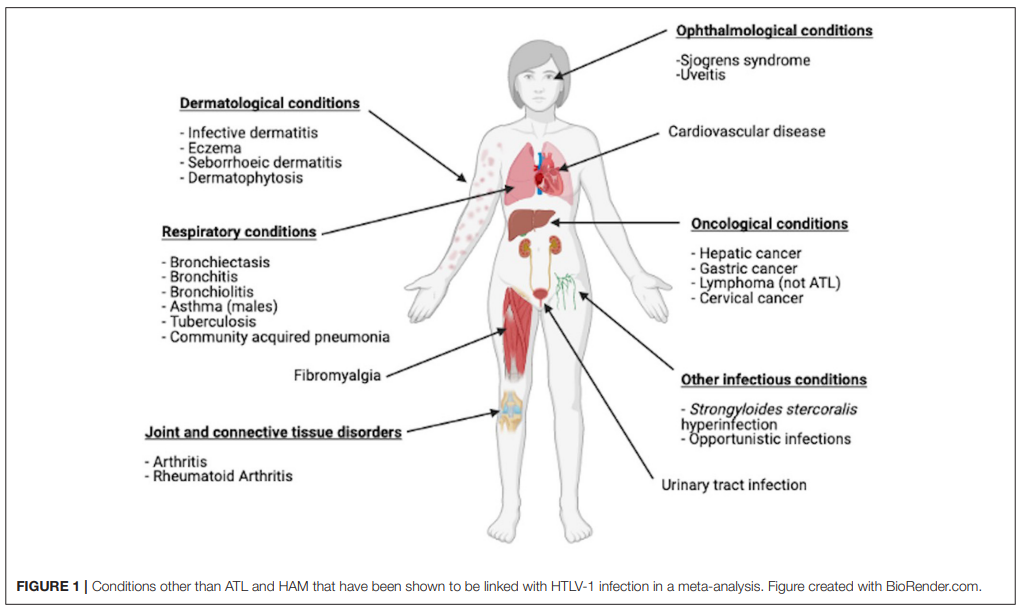 Ophthalmological conditions
-Sjogrens syndrome
-Uveitis
Dermatological conditions
- Infective dermatitis
- Eczema
- Seborrhoeic dermatitis
- Dermatophytosis
Cardiovascular disease
Respiratory conditions
- Bronchiectasis
- Bronchitis
- Bronchiolitis
- Asthma (males)
- Tuberculosis
- Community acquired pneumonia
Oncological conditions
- Hepatic cancer
- Gastric cancer
- Lymphoma (not ATL)
- Cervical cancer
Fibromyalgia
Other infectious conditions
- Strongyloides stercoralis
hyperinfection
- Opportunistic infections
Joint and connective tissue disorders
- Arthritis
- Rheumatoid Arthritis
Urinary tract infection
FIGURE 1 | Conditions other than ATL and HAM that have been shown to be linked with HTLV-1 infection in a meta-analysis. Figure created with BioRender.com.